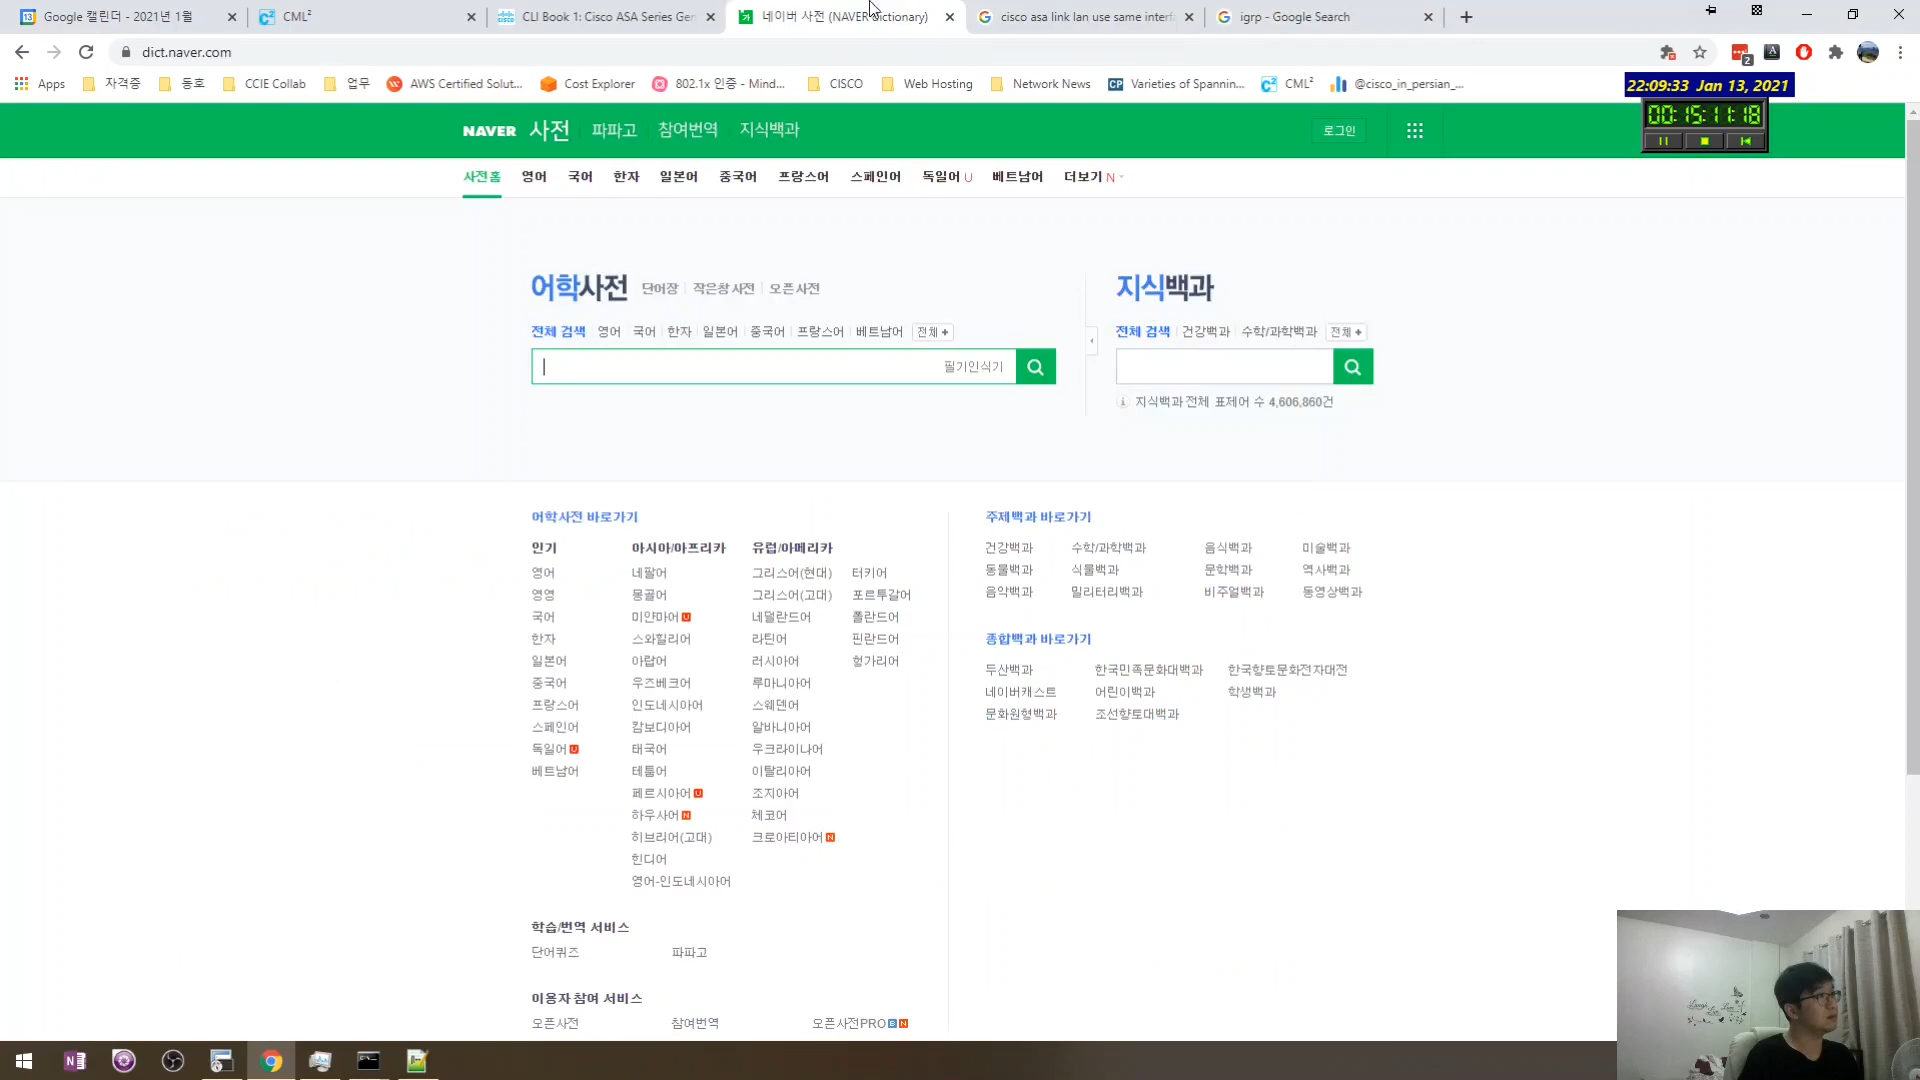 Google 캘린더 - 2021년 1월
CML²
CLI Book 1: Cisco ASA Series Gen
네이버 사전 (NAVER Dictionary)
cisco asa link lan use same interfa
igrp - Google Search
dict.naver.com
2
Apps
자격증
동호
CCIE Collab
업무
AWS Certified Solut...
Cost Explorer
802.1x 인증 - Mind...
CISCO
Web Hosting
Network News
Varieties of Spannin...
CML²
@cisco_in_persian_...
22:09:33 Jan 13, 2021
00:15:11:18
NAVER 사전 파파고 참여번역 지식백과
로그인
사전홈 영어 국어 한자 일본어 중국어 프랑스어 스페인어 독일어 U 베트남어 더보기 N
어학사전 단어장 작은창사전 오픈사전
전체 검색 영어 국어 한자 일본어 중국어 프랑스어 베트남어 전체 +
필기인식기
지식백과
전체 검색 건강백과 수학/과학백과 전체 +
지식백과 전체 표제어 수 4,606,860건
어학사전 바로가기
인기
영어
영영
국어
한자
일본어
중국어
프랑스어
스페인어
독일어 U
베트남어
아시아/아프리카
네팔어
몽골어
미얀마어 U
스와힐리어
아랍어
우즈베크어
인도네시아어
캄보디아어
태국어
테툼어
페르시아어 U
하우사어 N
히브리어(고대)
힌디어
영어-인도네시아어
유럽/아메리카
그리스어(현대)
그리스어(고대)
네덜란드어
라틴어
러시아어
루마니아어
스웨덴어
알바니아어
우크라이나어
이탈리아어
조지아어
체코어
크로아티아어 N
터키어
포르투갈어
폴란드어
핀란드어
헝가리어
주제백과 바로가기
건강백과 수학/과학백과 음식백과 미술백과
동물백과 식물백과 문학백과 역사백과
음악백과 밀리터리백과 비주얼백과 동영상백과
종합백과 바로가기
두산백과 한국민족문화대백과 한국향토문화전자대전
네이버캐스트 어린이백과 학생백과
문화원형백과 조선향토대백과
학습/번역 서비스
단어퀴즈 파파고
이용자 참여 서비스
오픈사전 참여번역 오픈사전PRO B N